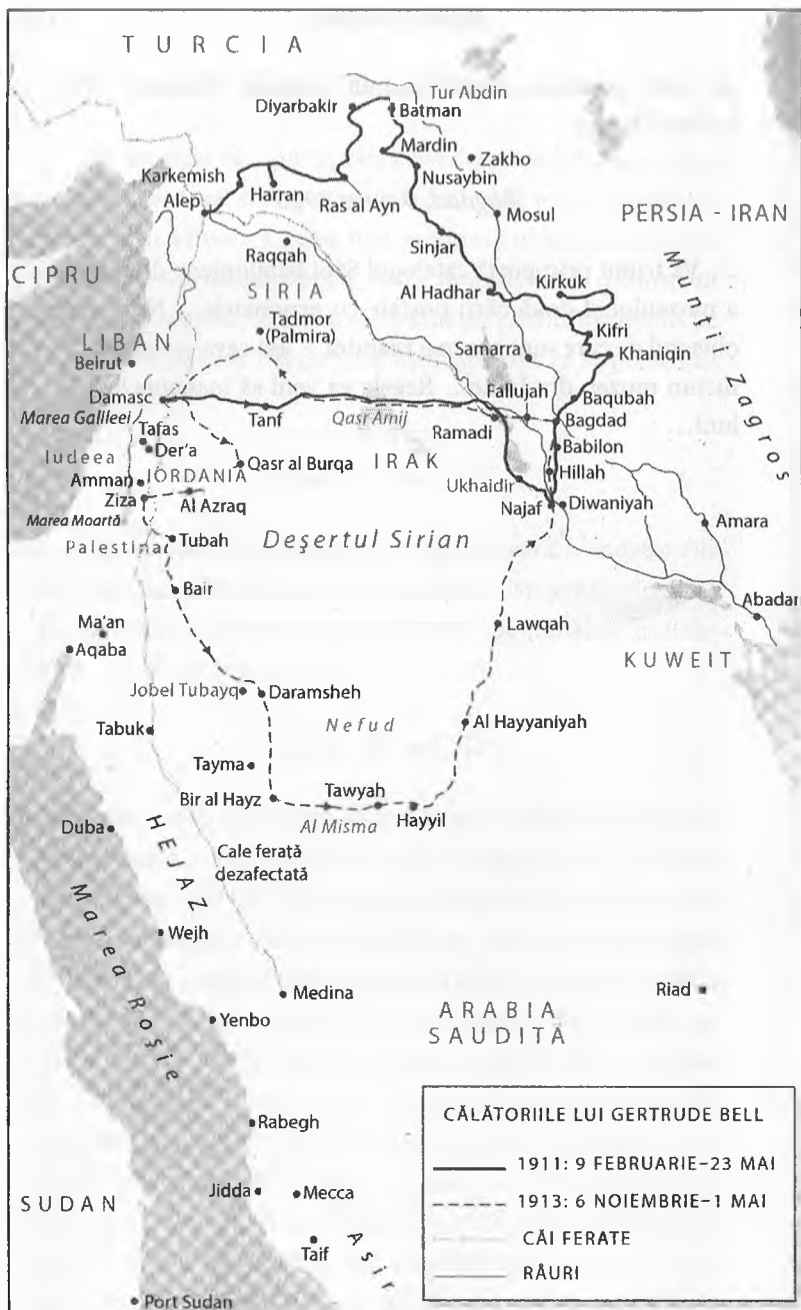 TURCIA
Tur Abdin
Diyarbakir
Batman
Mardin
Zakho
Karkemish
Nusaybin
Harran
Alep
Ras al Ayn
Mosul
PERSIA - IRAN
Raqqah
Sinjar
CIPRU
SIRIA
Al Hadhar
Kirkuk
Munții Zagros
Tadmor
(Palmira)
Kifri
LIBAN
Samarra
Khaniqin
Beirut
Damasc
Fallujah
Baqubah
Marea Galileei
Tanf
Qasr Amij
Ramadi
Bagdad
Tafas
Der'a
Babilon
Iudeea
Qasr al Burqa
IRAK
Hillah
Amman
IORDANIA
Ukhaidir
Ziza
Al Azraq
Najaf
Diwaniyah
Marea Moartă
Amara
Palestina
Tubah
Deşertul Sirian
Bair
Abadan
Ma'an
Lawqah
Aqaba
KUWEIT
Jobel Tubayq
Daramsheh
Nefud
Al Hayyaniyah
Tabuk
Tayma
Tawyah
Bir al Hayz
Al Misma
Hayyil
Duba
HEJAZ
Cale ferată
dezafectată
Marea Roşie
Wejh
Medina
Riad
Yenbo
ARABIA
SAUDITĂ
Rabegh
Jidda
Mecca
SUDAN
Taif
Asir
Port Sudan
CĂLĂTORIILE LUI GERTRUDE BELL
1911: 9 FEBRUARIE–23 MAI
1913: 6 NOIEMBRIE–1 MAI
CĂI FERATE
RÂURI